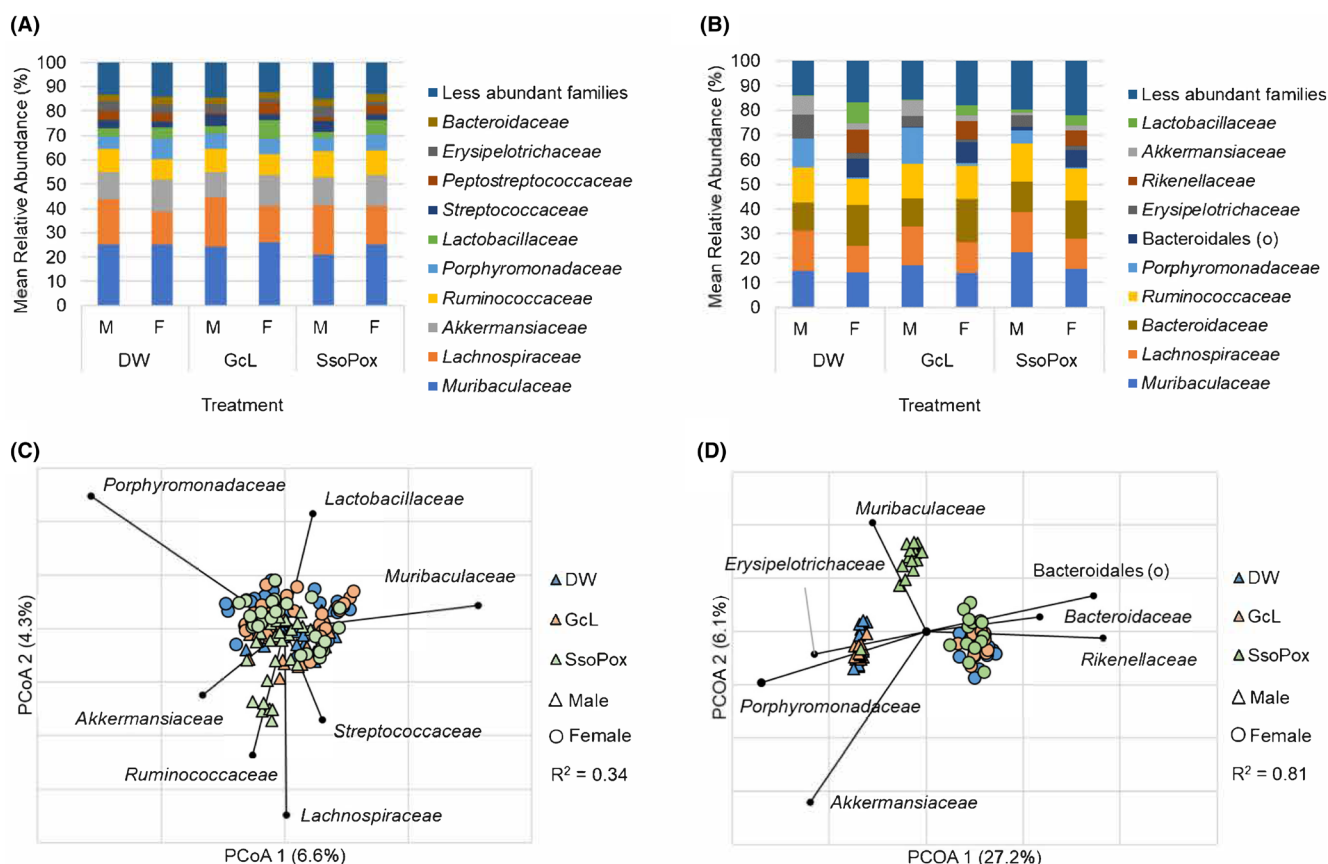 (A)
Mean Relative Abundance (%)
100
90
80
70
60
50
40
30
20
10
0
M F M F M F
DW GcL SsoPox
Treatment
Less abundant families
Bacteroidaceae
Erysipelotrichaceae
Peptostreptococcaceae
Streptococcaceae
Lactobacillaceae
Porphyromonadaceae
Ruminococcaceae
Akkermansiaceae
Lachnospiraceae
Muribaculaceae
(B)
Mean Relative Abundance (%)
100
90
80
70
60
50
40
30
20
10
0
M F M F M F
DW GcL SsoPox
Treatment
Less abundant families
Lactobacillaceae
Akkermansiaceae
Rikenellaceae
Erysipelotrichaceae
Bacteroidales (o)
Porphyromonadaceae
Ruminococcaceae
Bacteroidaceae
Lachnospiraceae
Muribaculaceae
(C)
PCoA 2 (4.3%)
Porphyromonadaceae
Lactobacillaceae
Muribaculaceae
Akkermansiaceae
Streptococcaceae
Ruminococcaceae
Lachnospiraceae
PCoA 1 (6.6%)
DW
GcL
SsoPox
Male
Female
R² = 0.34
(D)
PCOA 2 (6.1%)
Muribaculaceae
Erysipelotrichaceae
Bacteroidales (o)
Bacteroidaceae
Rikenellaceae
Porphyromonadaceae
Akkermansiaceae
PCOA 1 (27.2%)
DW
GcL
SsoPox
Male
Female
R² = 0.81